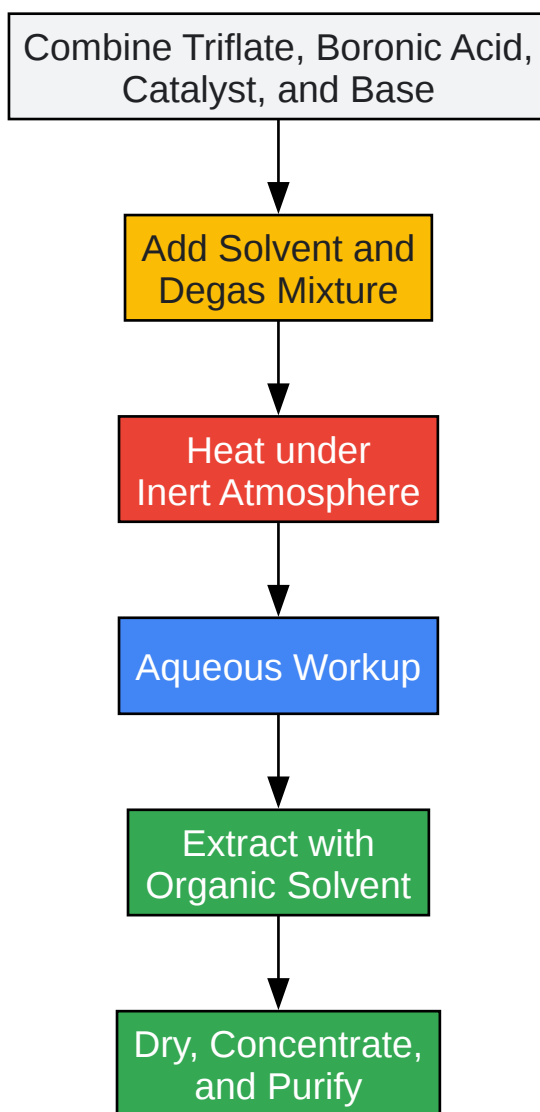 Combine Triflate, Boronic Acid,
Catalyst, and Base
Add Solvent and
Degas Mixture
Heat under
Inert Atmosphere
Aqueous Workup
Extract with
Organic Solvent
Dry, Concentrate,
and Purify